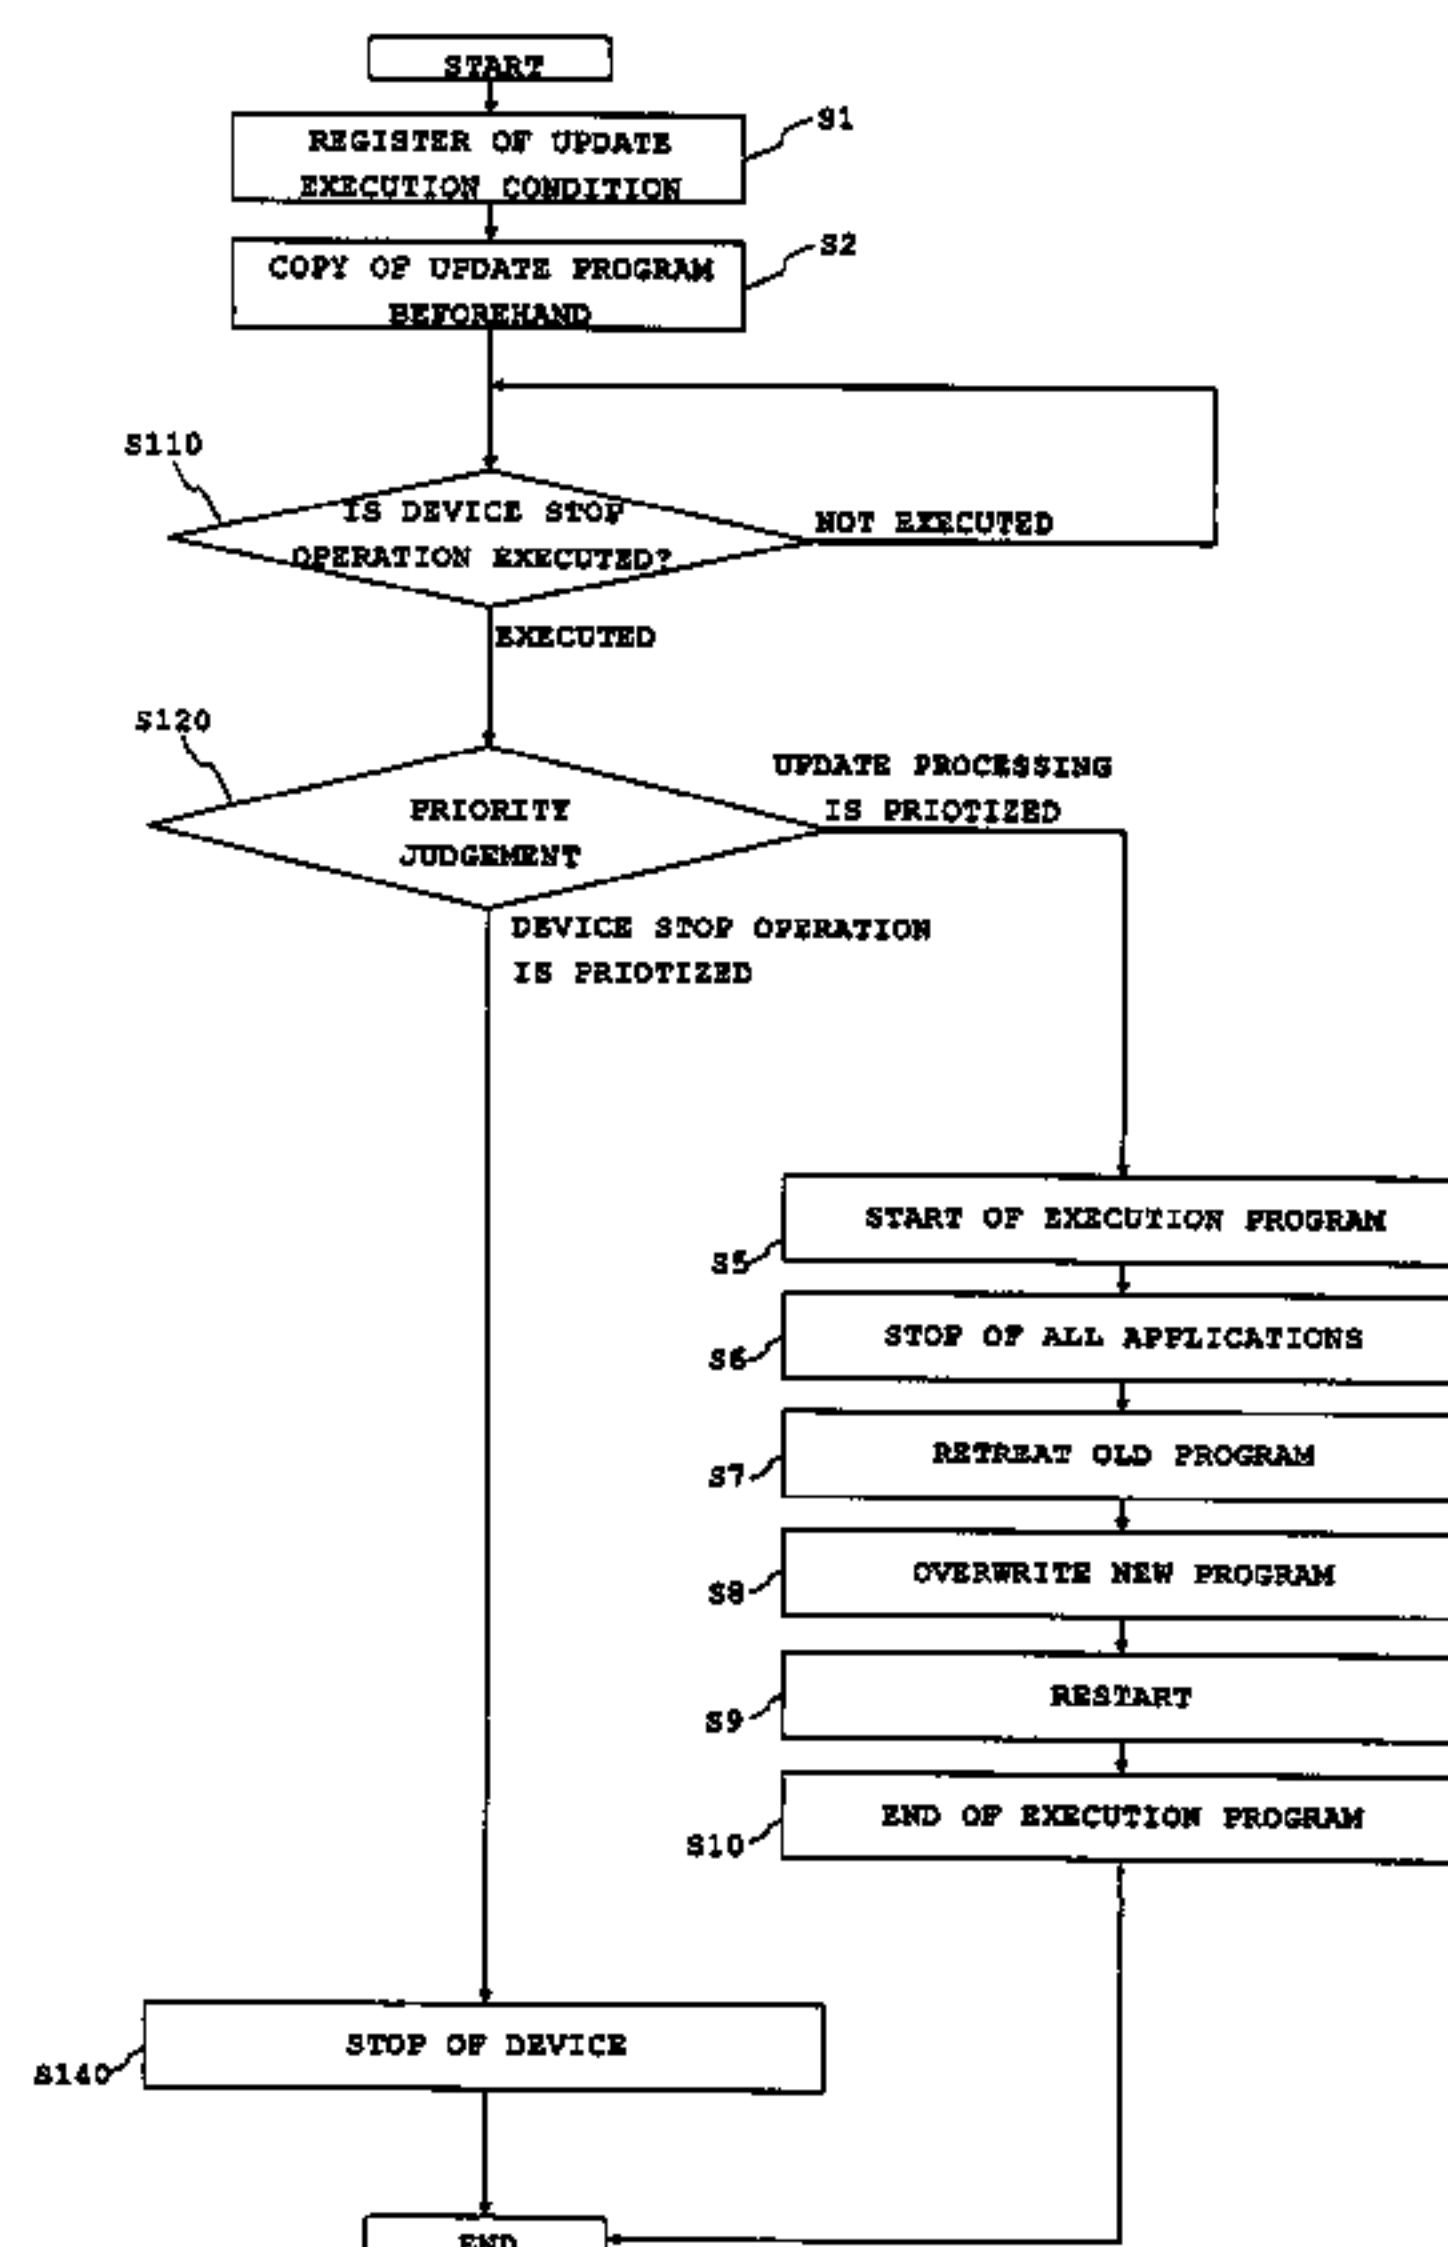 START
REGISTER OF UPDATE
EXECUTION CONDITION
S1
COPY OF UPDATE PROGRAM
BEFOREHAND
S2
S110
IS DEVICE STOP
OPERATION EXECUTED?
NOT EXECUTED
EXECUTED
S120
PRIORITY
JUDGEMENT
UPDATE PROCESSING
IS PRIOTIZED
DEVICE STOP OPERATION
IS PRIOTIZED
START OF EXECUTION PROGRAM
S5
STOP OF ALL APPLICATIONS
S6
RETREAT OLD PROGRAM
S7
OVERWRITE NEW PROGRAM
S8
RESTART
S9
END OF EXECUTION PROGRAM
S10
STOP OF DEVICE
S140
END